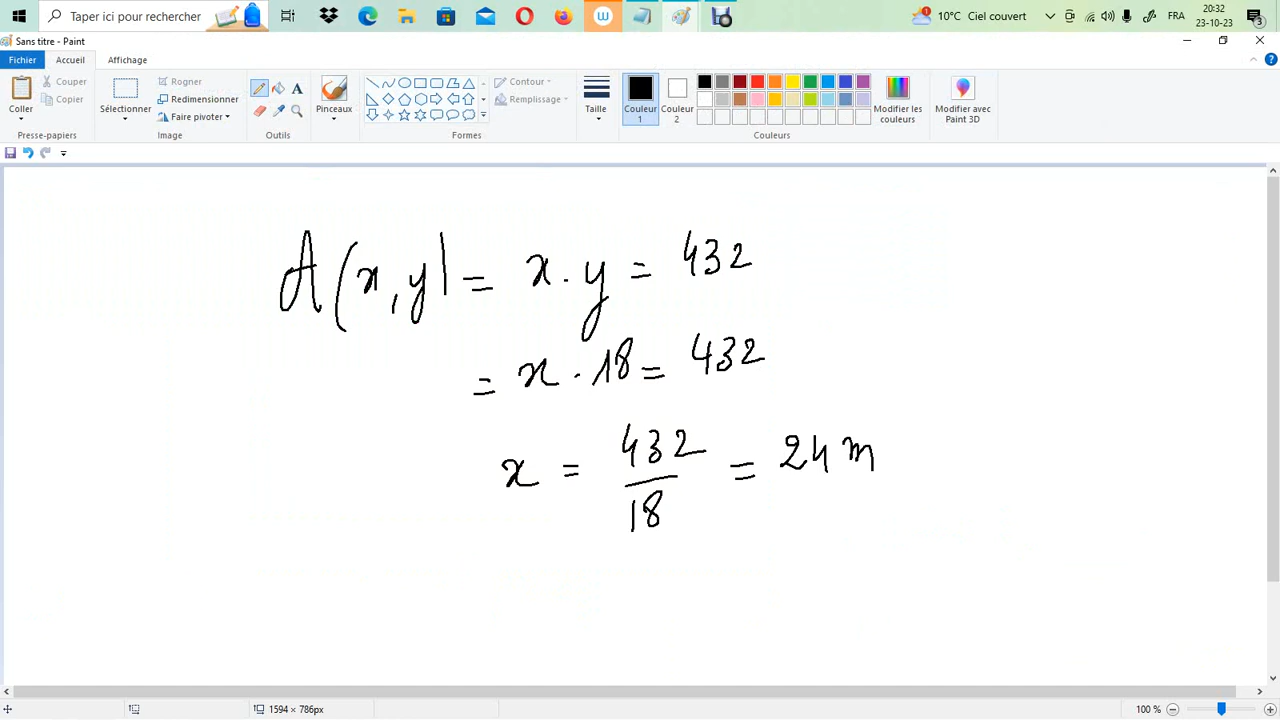 Taper ici pour rechercher
10°C Ciel couvert
FRA
20:32
23-10-23
3
Sans titre - Paint
Fichier
Accueil
Affichage
Coller
Couper
Copier
Presse-papiers
Sélectionner
Rogner
Redimensionner
Faire pivoter
Image
A
Outils
Pinceaux
Contour
Remplissage
Formes
Taille
Couleur 1
Couleur 2
Couleurs
Modifier les couleurs
Modifier avec Paint 3D
A(x,y) = x . y = 432
= x . 18 = 432
x = 432/18 = 24 m
1594 × 786px
100 %